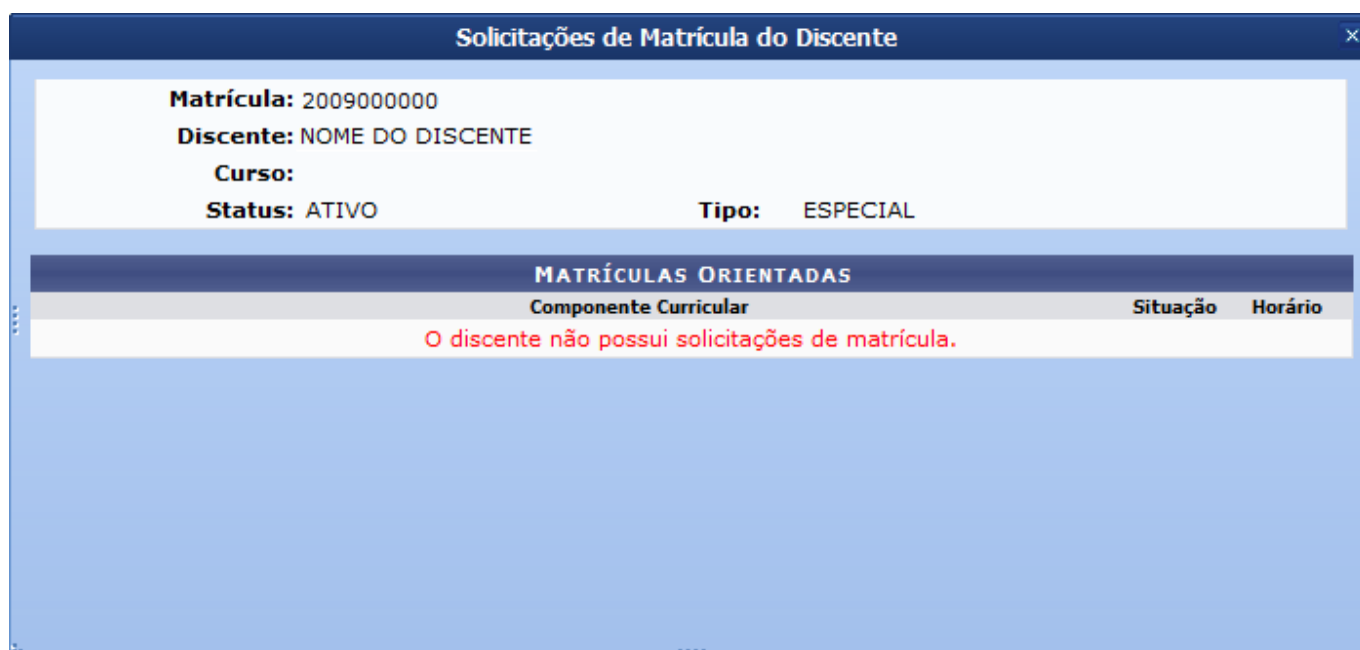 Solicitações de Matrícula do Discente
Matrícula: 2009000000
Discente: NOME DO DISCENTE
Curso:
Status: ATIVO Tipo: ESPECIAL
MATRÍCULAS ORIENTADAS
Componente Curricular Situação Horário
O discente não possui solicitações de matrícula.